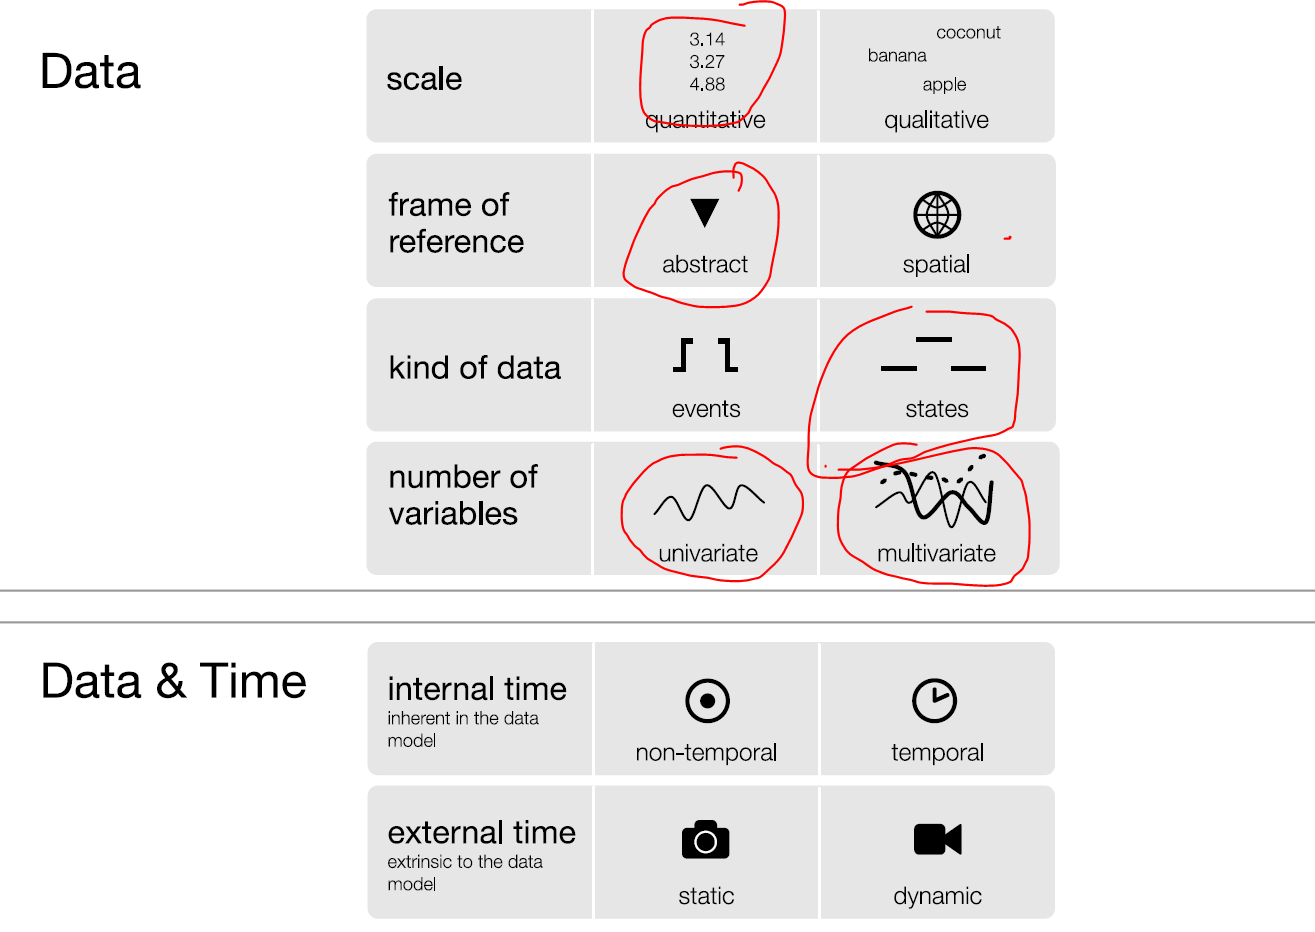 Data
scale
3.14
3.27
4.88
quantitative
coconut
banana
apple
qualitative
frame of
reference
abstract
spatial
kind of data
events
states
number of
variables
univariate
multivariate
Data & Time
internal time
inherent in the data
model
non-temporal
temporal
external time
extrinsic to the data
model
static
dynamic